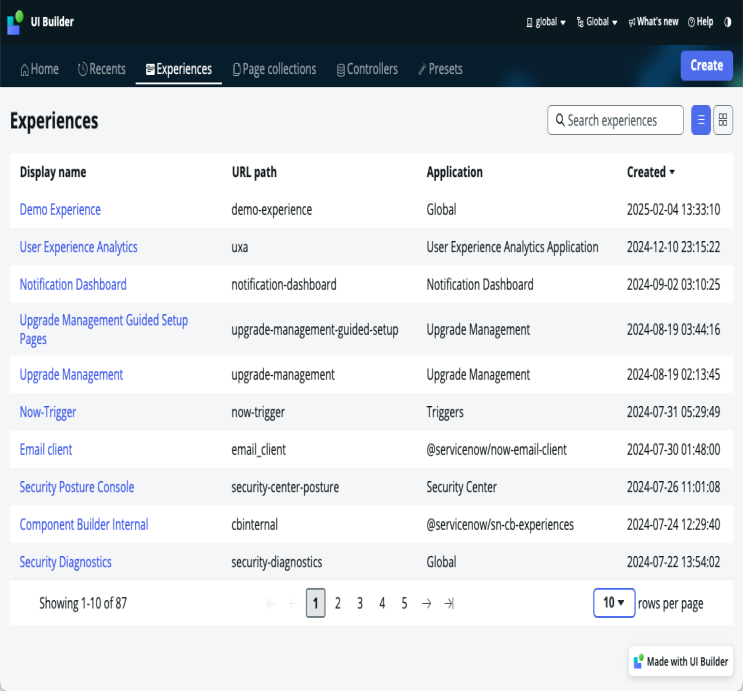 UI Builder
global ▾ Global ▾ What's new Help
Home Recents Experiences Page collections Controllers Presets Create
Experiences
Search experiences
Display name URL path Application Created ▾
Demo Experience demo-experience Global 2025-02-04 13:33:10
User Experience Analytics uxa User Experience Analytics Application 2024-12-10 23:15:22
Notification Dashboard notification-dashboard Notification Dashboard 2024-09-02 03:10:25
Upgrade Management Guided Setup
Pages
upgrade-management-guided-setup Upgrade Management 2024-08-19 03:44:16
Upgrade Management upgrade-management Upgrade Management 2024-08-19 02:13:45
Now-Trigger now-trigger Triggers 2024-07-31 05:29:49
Email client email_client @servicenow/now-email-client 2024-07-30 01:48:00
Security Posture Console security-center-posture Security Center 2024-07-26 11:01:08
Component Builder Internal cbinternal @servicenow/sn-cb-experiences 2024-07-24 12:29:40
Security Diagnostics security-diagnostics Global 2024-07-22 13:54:02
Showing 1-10 of 87 1 2 3 4 5 10 ▾ rows per page
Made with UI Builder